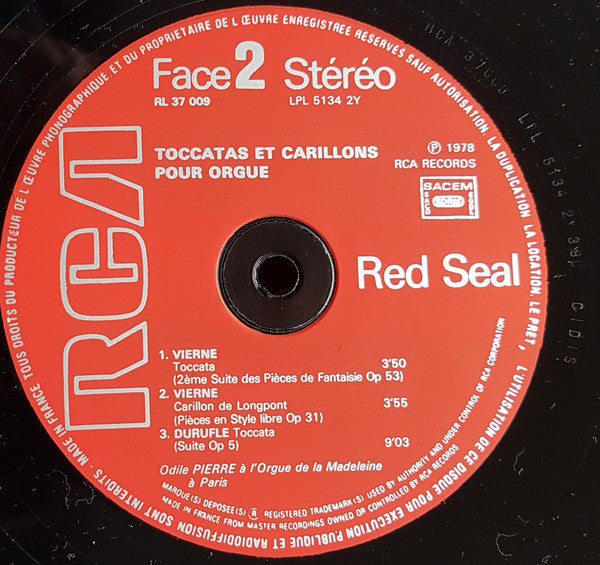 TOUS DROITS DU PRODUCTEUR DE L'ŒUVRE PHONOGRAPHIQUE ET DU PROPRIETAIRE DE L'ŒUVRE ENREGISTREE RESERVES SAUF AUTORISATION. LA DUPLICATION, LA LOCATION, LE PRET, L'UTILISATION DE CE DISQUE POUR EXECUTION PUBLIQUE ET RADIODIFFUSION SONT INTERDITS · MADE IN FRANCE
RCA
Face 2 Stéréo
RL 37 009 LPL 5134 2Y
TOCCATAS ET CARILLONS
POUR ORGUE
℗ 1978
RCA RECORDS
SACEM
Red Seal
1. VIERNE
Toccata 3'50
(2ème Suite des Pièces de Fantaisie Op 53)
2. VIERNE
Carillon de Longpont 3'55
(Pièces en Style libre Op 31)
3. DURUFLE Toccata 9'03
(Suite Op 5)
Odile PIERRE à l'Orgue de la Madeleine
à Paris
MARQUE(S) DEPOSEE(S) ® REGISTERED TRADEMARK(S) USED BY AUTHORITY AND UNDER CONTROL OF RCA CORPORATION
MADE IN FRANCE FROM MASTER RECORDINGS OWNED OR CONTROLLED BY RCA RECORDS
LPL 5134 2Y